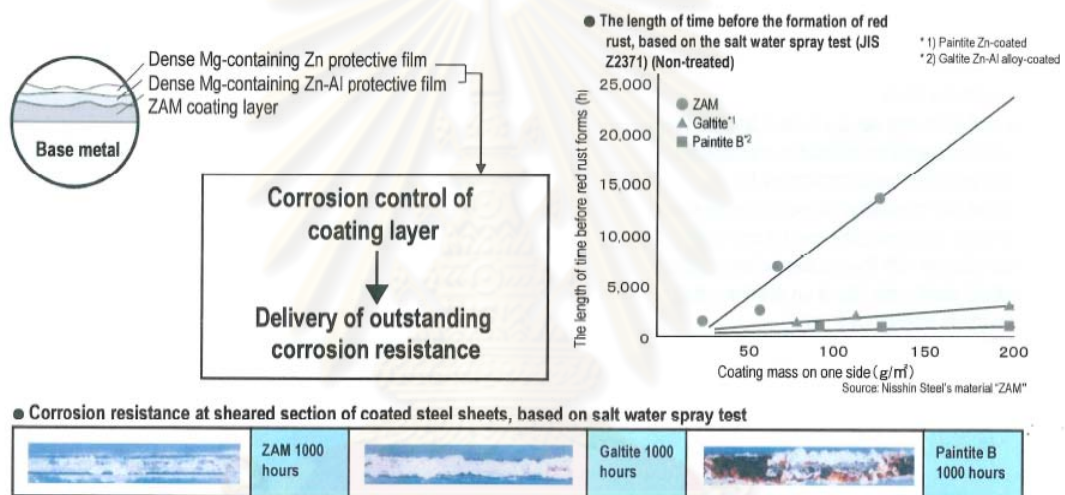 Dense Mg-containing Zn protective film
Dense Mg-containing Zn-Al protective film
ZAM coating layer
Base metal
Corrosion control of
coating layer
Delivery of outstanding
corrosion resistance
● The length of time before the formation of red
rust, based on the salt water spray test (JIS
Z2371) (Non-treated)
*1) Paintite Zn-coated
*2) Galtite Zn-Al alloy-coated
The length of time before red rust forms (h)
25,000
20,000
15,000
10,000
5,000
0
ZAM
Galtite*1
Paintite B*2
50 100 150 200
Coating mass on one side (g/㎡)
Source: Nisshin Steel's material "ZAM"
● Corrosion resistance at sheared section of coated steel sheets, based on salt water spray test
ZAM 1000
hours
Galtite 1000
hours
Paintite B
1000 hours